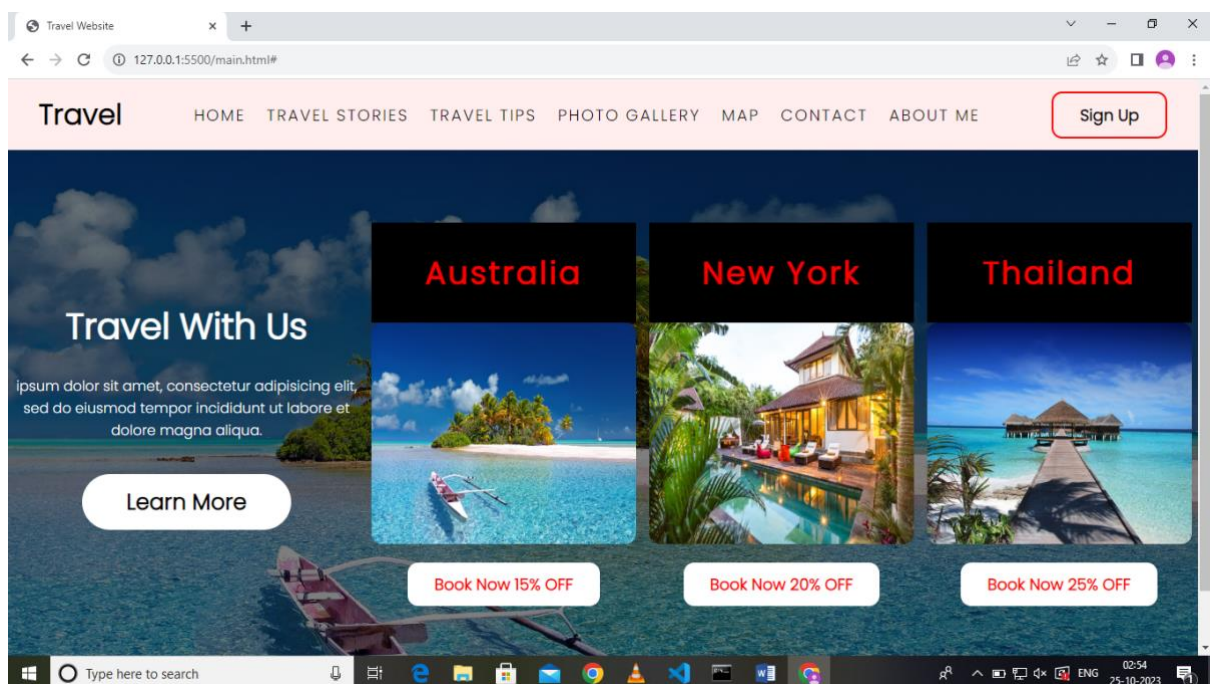 Travel Website
127.0.0.1:5500/main.html#
Travel
HOME TRAVEL STORIES TRAVEL TIPS PHOTO GALLERY MAP CONTACT ABOUT ME
Sign Up
Travel With Us
ipsum dolor sit amet, consectetur adipisicing elit,
sed do eiusmod tempor incididunt ut labore et
dolore magna aliqua.
Learn More
Australia
New York
Thailand
Book Now 15% OFF
Book Now 20% OFF
Book Now 25% OFF
Type here to search
ENG
02:54
25-10-2023